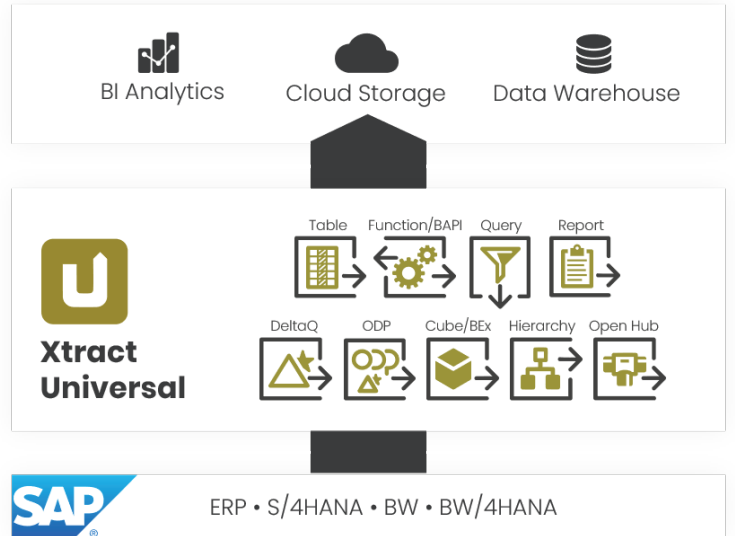 BI Analytics
Cloud Storage
Data Warehouse
Table
Function/BAPI
Query
Report
Xtract
Universal
DeltaQ
ODP
Cube/BEx
Hierarchy
Open Hub
ODP
SAP
®
ERP • S/4HANA • BW • BW/4HANA